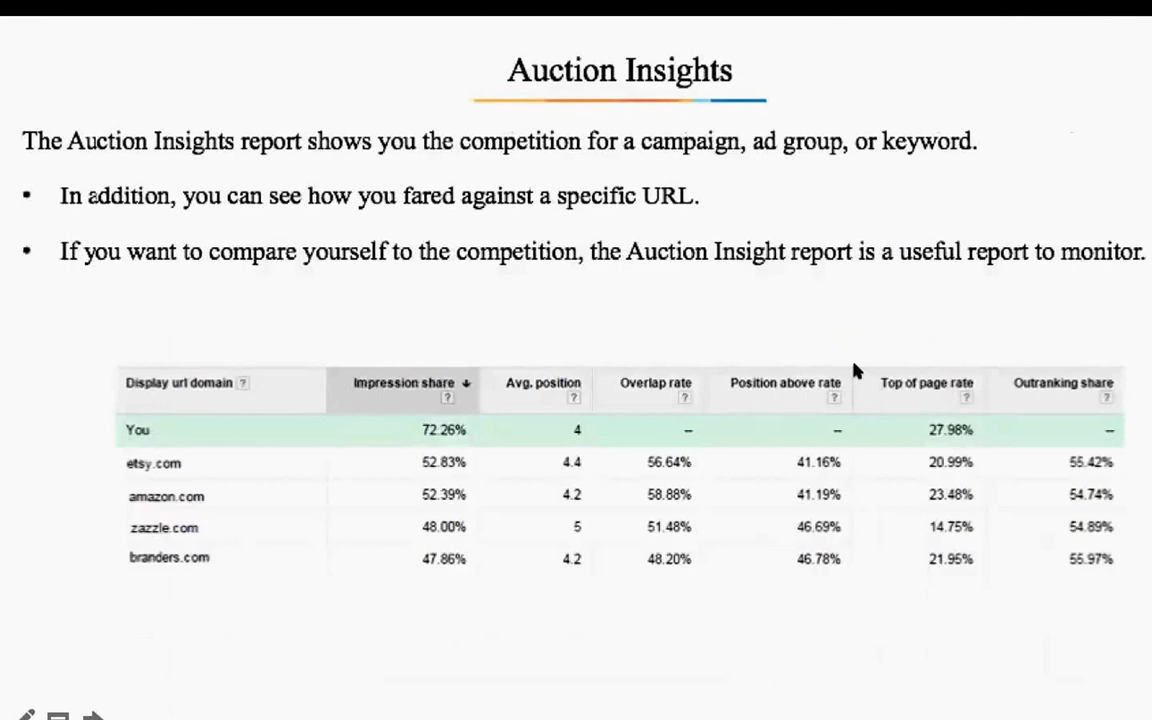 Auction Insights
The Auction Insights report shows you the competition for a campaign, ad group, or keyword.
• In addition, you can see how you fared against a specific URL.
• If you want to compare yourself to the competition, the Auction Insight report is a useful report to monitor.
Display url domain ? Impression share ↓ ? Avg. position ? Overlap rate ? Position above rate ? Top of page rate ? Outranking share ?
You 72.26% 4 – – 27.98% –
etsy.com 52.83% 4.4 56.64% 41.16% 20.99% 55.42%
amazon.com 52.39% 4.2 58.88% 41.19% 23.48% 54.74%
zazzle.com 48.00% 5 51.48% 46.69% 14.75% 54.89%
branders.com 47.86% 4.2 48.20% 46.78% 21.95% 55.97%